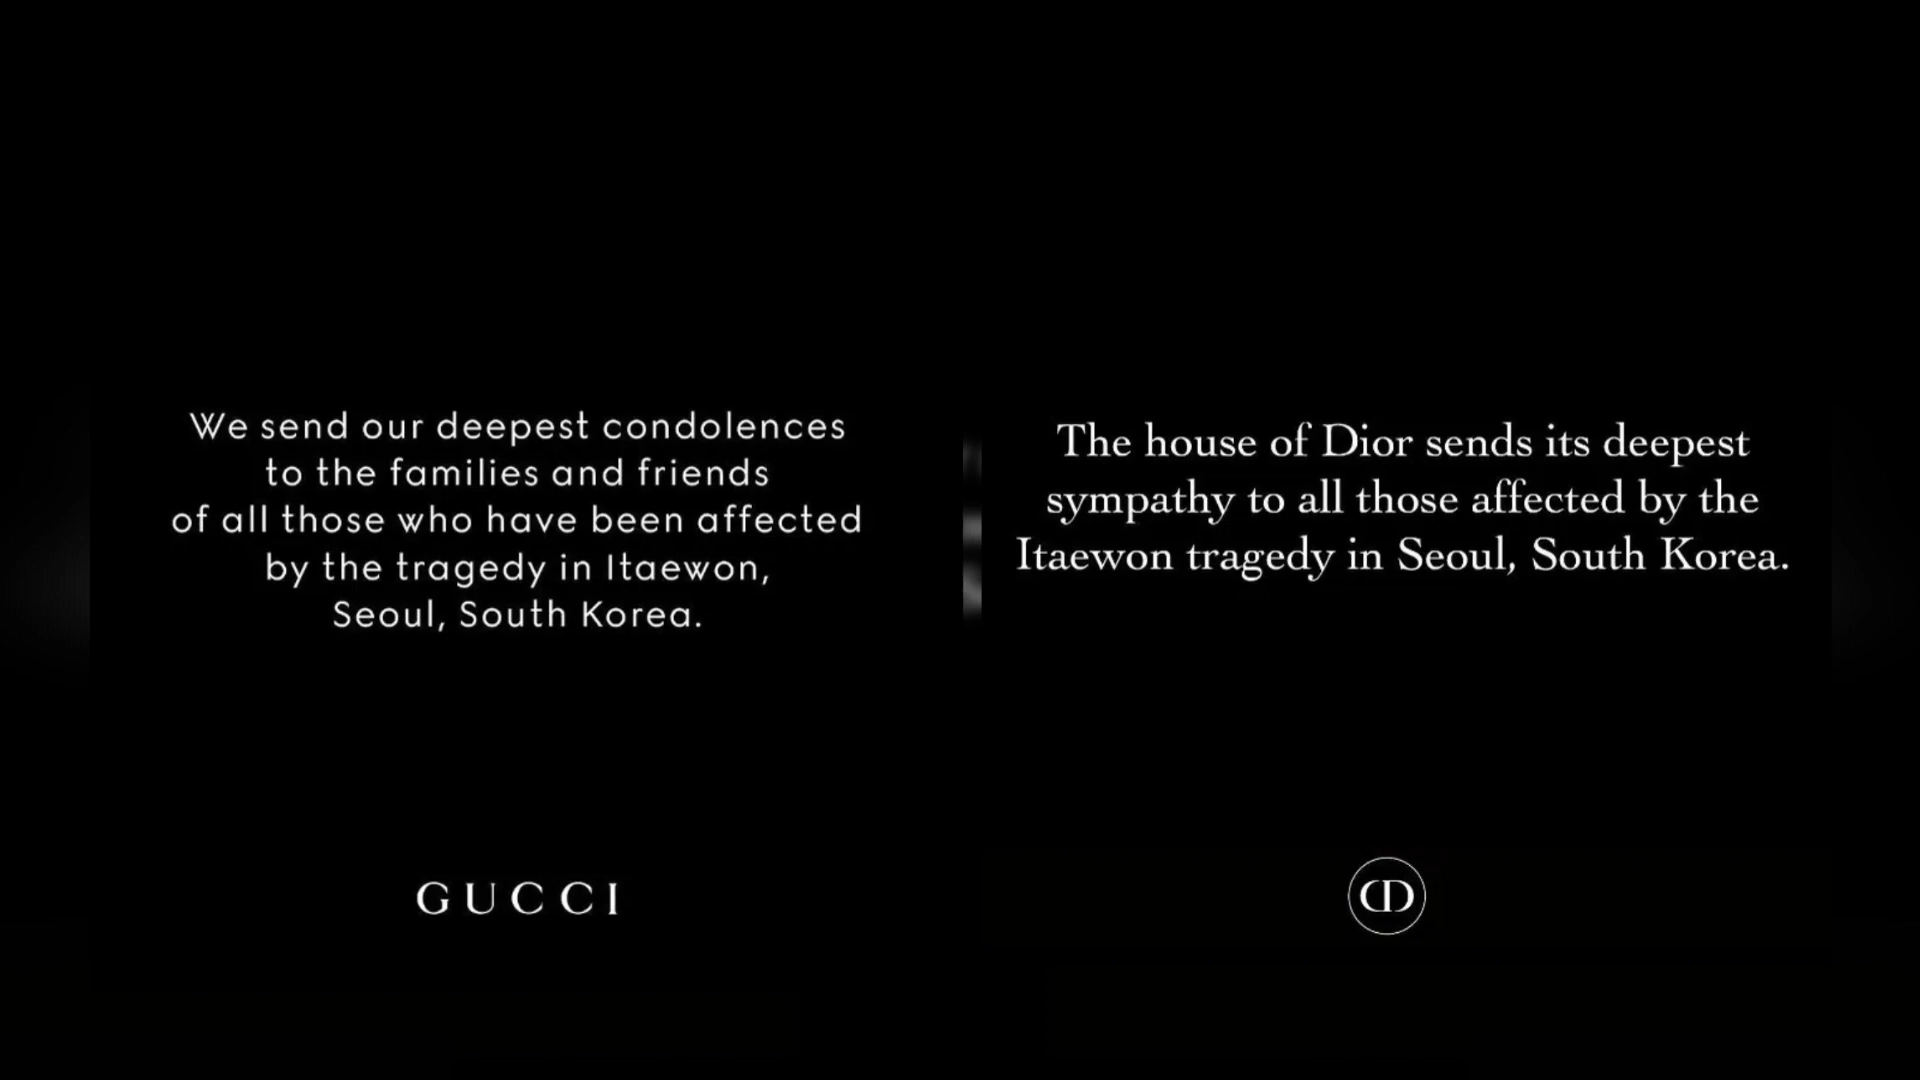 We send our deepest condolences
to the families and friends
of all those who have been affected
by the tragedy in Itaewon,
Seoul, South Korea.
GUCCI
The house of Dior sends its deepest
sympathy to all those affected by the
Itaewon tragedy in Seoul, South Korea.
CD